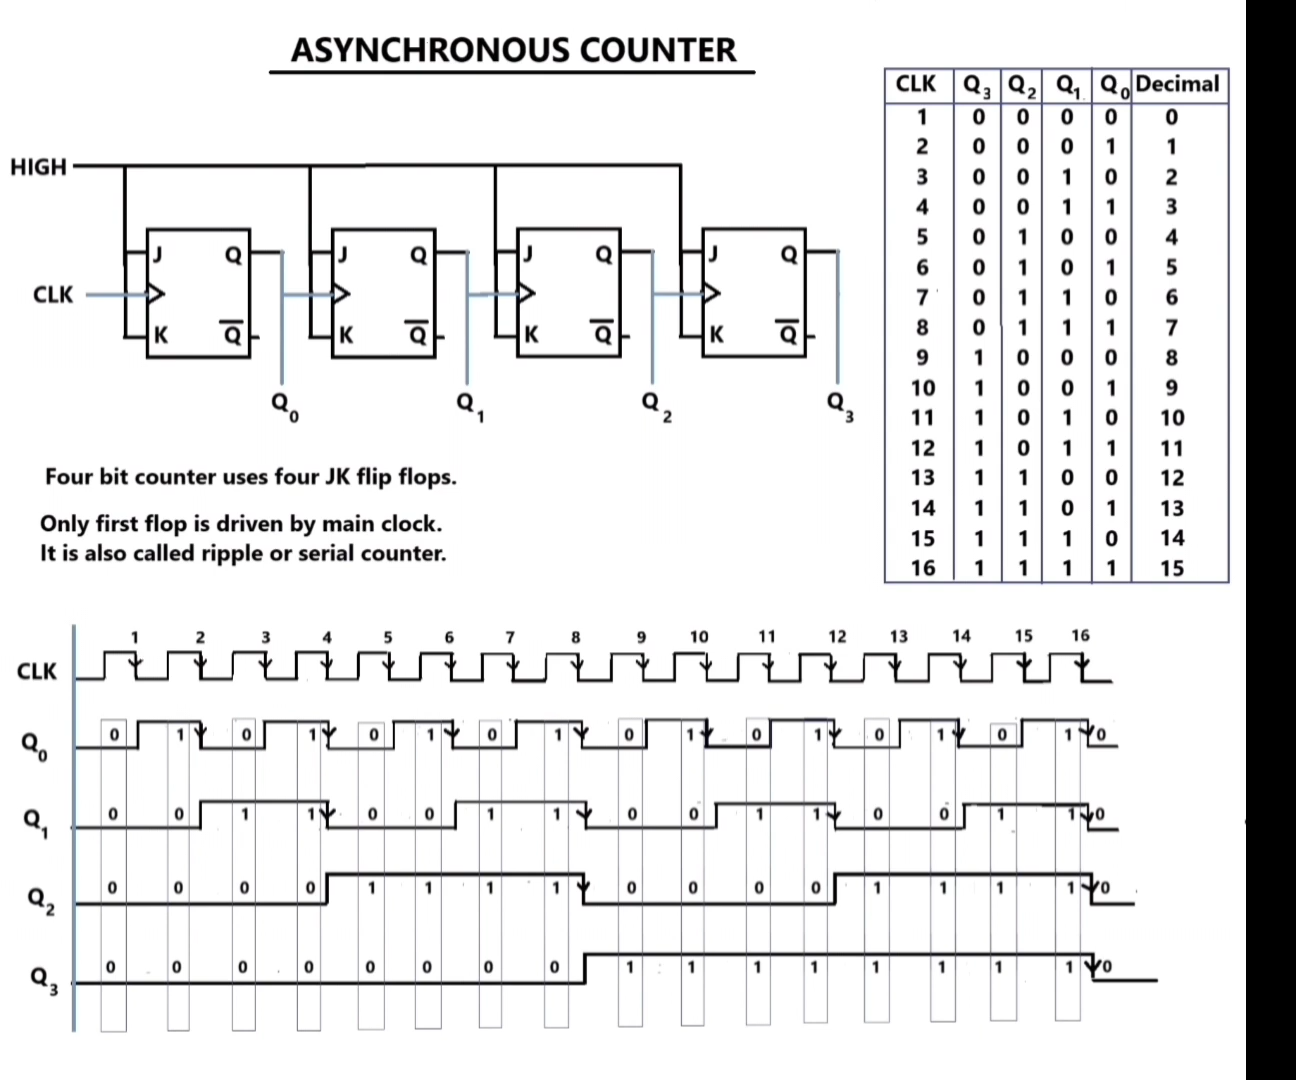 ASYNCHRONOUS COUNTER
HIGH
CLK
J Q
K Q̅
J Q
K Q̅
J Q
K Q̅
J Q
K Q̅
Q0 Q1 Q2 Q3
Four bit counter uses four JK flip flops.
Only first flop is driven by main clock.
It is also called ripple or serial counter.
CLK Q3 Q2 Q1 Q0 Decimal
1 0 0 0 0 0
2 0 0 0 1 1
3 0 0 1 0 2
4 0 0 1 1 3
5 0 1 0 0 4
6 0 1 0 1 5
7 0 1 1 0 6
8 0 1 1 1 7
9 1 0 0 0 8
10 1 0 0 1 9
11 1 0 1 0 10
12 1 0 1 1 11
13 1 1 0 0 12
14 1 1 0 1 13
15 1 1 1 0 14
16 1 1 1 1 15
1 2 3 4 5 6 7 8 9 10 11 12 13 14 15 16
CLK
Q0 0 1 0 1 0 1 0 1 0 1 0 1 0 1 0 1 0
Q1 0 0 1 1 0 0 1 1 0 0 1 1 0 0 1 1 0
Q2 0 0 0 0 1 1 1 1 0 0 0 0 1 1 1 1 0
Q3 0 0 0 0 0 0 0 0 1 1 1 1 1 1 1 1 0